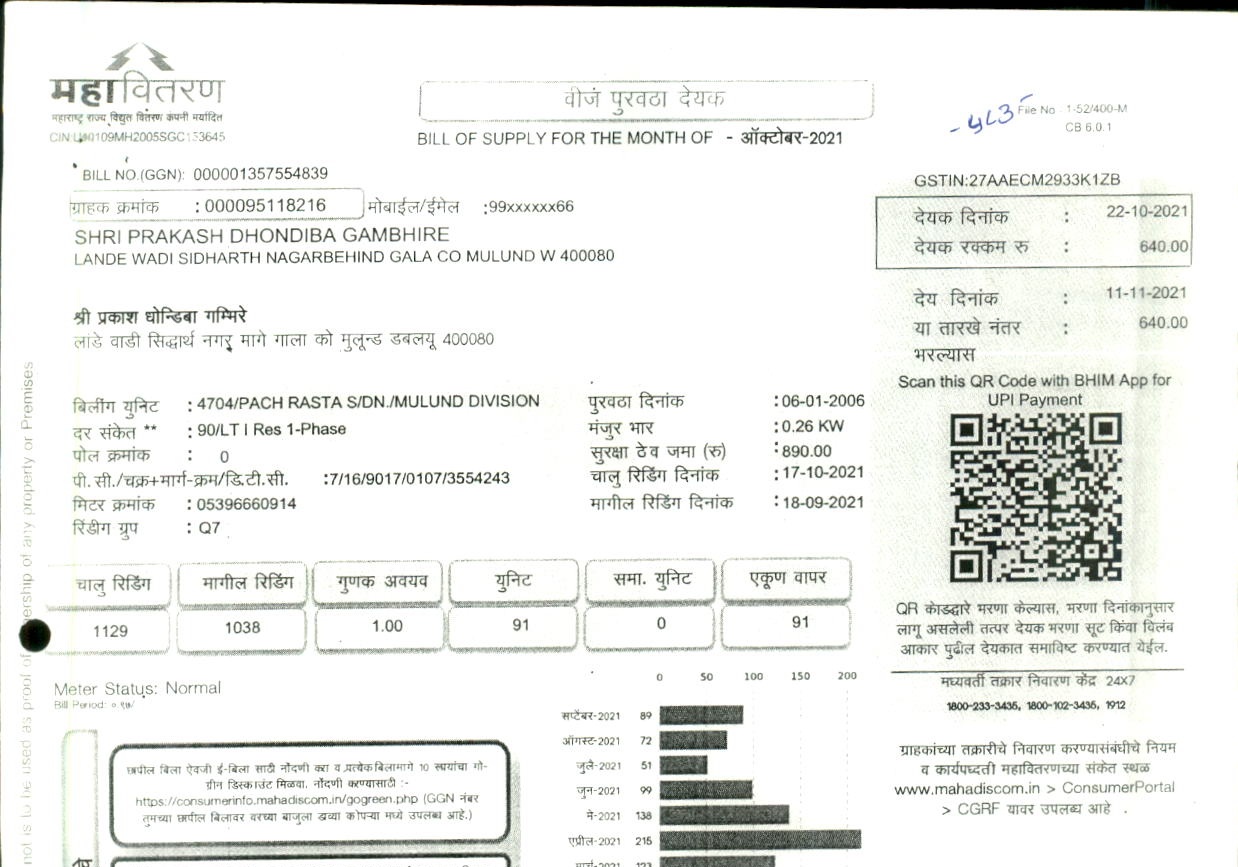 महावितरण
महाराष्ट्र राज्य विद्युत वितरण कंपनी मर्यादित
CIN:U40109MH2005SGC153645
वीज पुरवठा देयक
BILL OF SUPPLY FOR THE MONTH OF - ऑक्टोबर-2021
File No : 1-52/400-M
CB 6.0.1
BILL NO.(GGN): 000001357554839
GSTIN:27AAECM2933K1ZB
ग्राहक क्रमांक : 000095118216 मोबाईल/ईमेल :99xxxxxx66
SHRI PRAKASH DHONDIBA GAMBHIRE
LANDE WADI SIDHARTH NAGARBEHIND GALA CO MULUND W 400080
देयक दिनांक : 22-10-2021
देयक रक्कम रु : 640.00
देय दिनांक : 11-11-2021
या तारखे नंतर : 640.00
भरल्यास
श्री प्रकाश धोन्डिबा गम्भिरे
लांडे वाडी सिद्धार्थ नगर मागे गाला को मुलून्ड डबलयू 400080
Scan this QR Code with BHIM App for
UPI Payment
बिलींग युनिट : 4704/PACH RASTA S/DN./MULUND DIVISION
दर संकेत ** : 90/LT I Res 1-Phase
पोल क्रमांक : 0
पी.सी./चक्र+मार्ग-क्रम/डि.टी.सी. :7/16/9017/0107/3554243
मिटर क्रमांक : 05396660914
रिंडीग ग्रुप : Q7
पुरवठा दिनांक : 06-01-2006
मंजुर भार : 0.26 KW
सुरक्षा ठेव जमा (रु) : 890.00
चालु रिडिंग दिनांक : 17-10-2021
मागील रिडिंग दिनांक : 18-09-2021
चालु रिडिंग मागील रिडिंग गुणक अवयव युनिट समा. युनिट एकूण वापर
1129 1038 1.00 91 0 91
QR कोडद्वारे भरणा केल्यास, भरणा दिनांकानुसार
लागू असलेली तत्पर देयक भरणा सूट किंवा विलंब
आकार पुढील देयकात समाविष्ट करण्यात येईल.
मध्यवर्ती तक्रार निवारण केंद्र 24X7
1800-233-3435, 1800-102-3435, 1912
ग्राहकांच्या तक्रारीचे निवारण करण्यासंबंधीचे नियम
व कार्यपध्दती महावितरणच्या संकेत स्थळ
www.mahadiscom.in > ConsumerPortal
> CGRF यावर उपलब्ध आहे .
Meter Status: Normal
Bill Period: ०.९७/
छापील बिला ऐवजी ई-बिला साठी नोंदणी करा व प्रत्येक बिलामागे 10 रुपयांचा गो-
ग्रीन डिस्काउंट मिळवा. नोंदणी करण्यासाठी :-
https://consumerinfo.mahadiscom.in/gogreen.php (GGN नंबर
तुमच्या छापील बिलावर वरच्या बाजुला डाव्या कोपऱ्या मध्ये उपलब्ध आहे.)
0 50 100 150 200
सप्टेंबर-2021 89
ऑगस्ट-2021 72
जुलै-2021 51
जुन-2021 99
मे-2021 138
एप्रील-2021 215
मार्च-2021 123
not is to be used as proof of ownership of any property or Premises